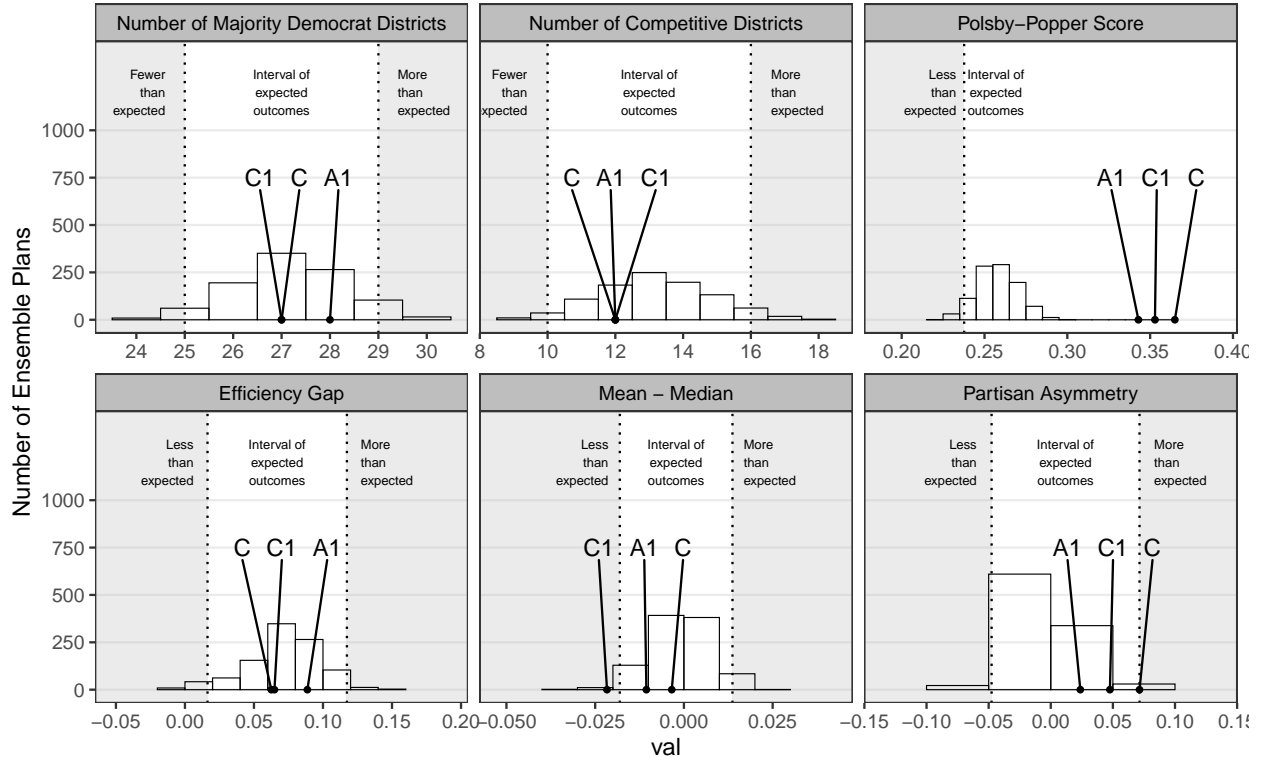 Number of Majority Democrat Districts
Number of Competitive Districts
Polsby−Popper Score
Fewer
than
expected
Interval of
expected
outcomes
More
than
expected
Fewer
than
xpected
Interval of
expected
outcomes
More
than
expected
Less
than
expected
Interval of
expected
outcomes
1000
750
500
250
0
C1 C A1
C A1 C1
A1 C1 C
24 25 26 27 28 29 30
8 10 12 14 16 18
0.20 0.25 0.30 0.35 0.40
Number of Ensemble Plans
Efficiency Gap
Mean − Median
Partisan Asymmetry
Less
than
expected
Interval of
expected
outcomes
More
than
expected
Less
than
expected
Interval of
expected
outcomes
More
than
expected
Less
than
expected
Interval of
expected
outcomes
More
than
expected
1000
750
500
250
0
C C1 A1
C1 A1 C
A1 C1 C
−0.05 0.00 0.05 0.10 0.15 0.20
−0.050 −0.025 0.000 0.025
−0.15 −0.10 −0.05 0.00 0.05 0.10
val